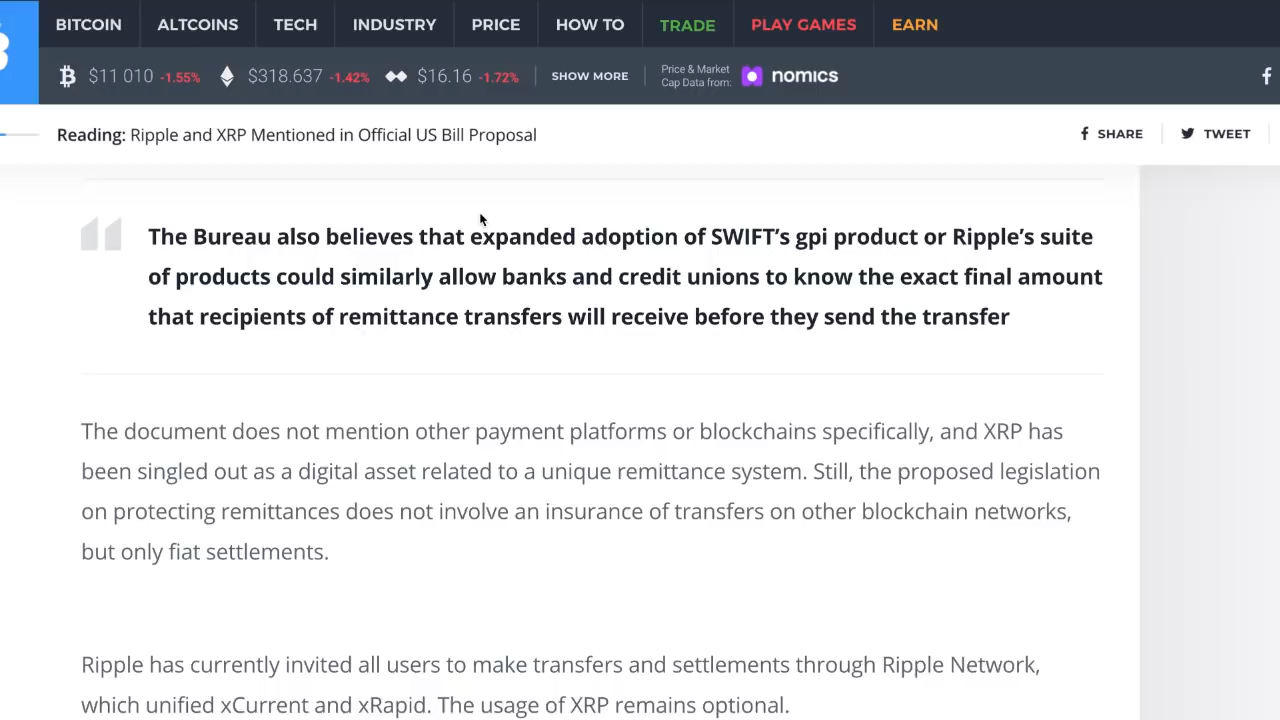 BITCOIN ALTCOINS TECH INDUSTRY PRICE HOW TO TRADE PLAY GAMES EARN
$11 010 -1.55% $318.637 -1.42% $16.16 -1.72% SHOW MORE Price & Market Cap Data from: nomics
Reading: Ripple and XRP Mentioned in Official US Bill Proposal SHARE TWEET
The Bureau also believes that expanded adoption of SWIFT's gpi product or Ripple's suite
of products could similarly allow banks and credit unions to know the exact final amount
that recipients of remittance transfers will receive before they send the transfer
The document does not mention other payment platforms or blockchains specifically, and XRP has
been singled out as a digital asset related to a unique remittance system. Still, the proposed legislation
on protecting remittances does not involve an insurance of transfers on other blockchain networks,
but only fiat settlements.
Ripple has currently invited all users to make transfers and settlements through Ripple Network,
which unified xCurrent and xRapid. The usage of XRP remains optional.